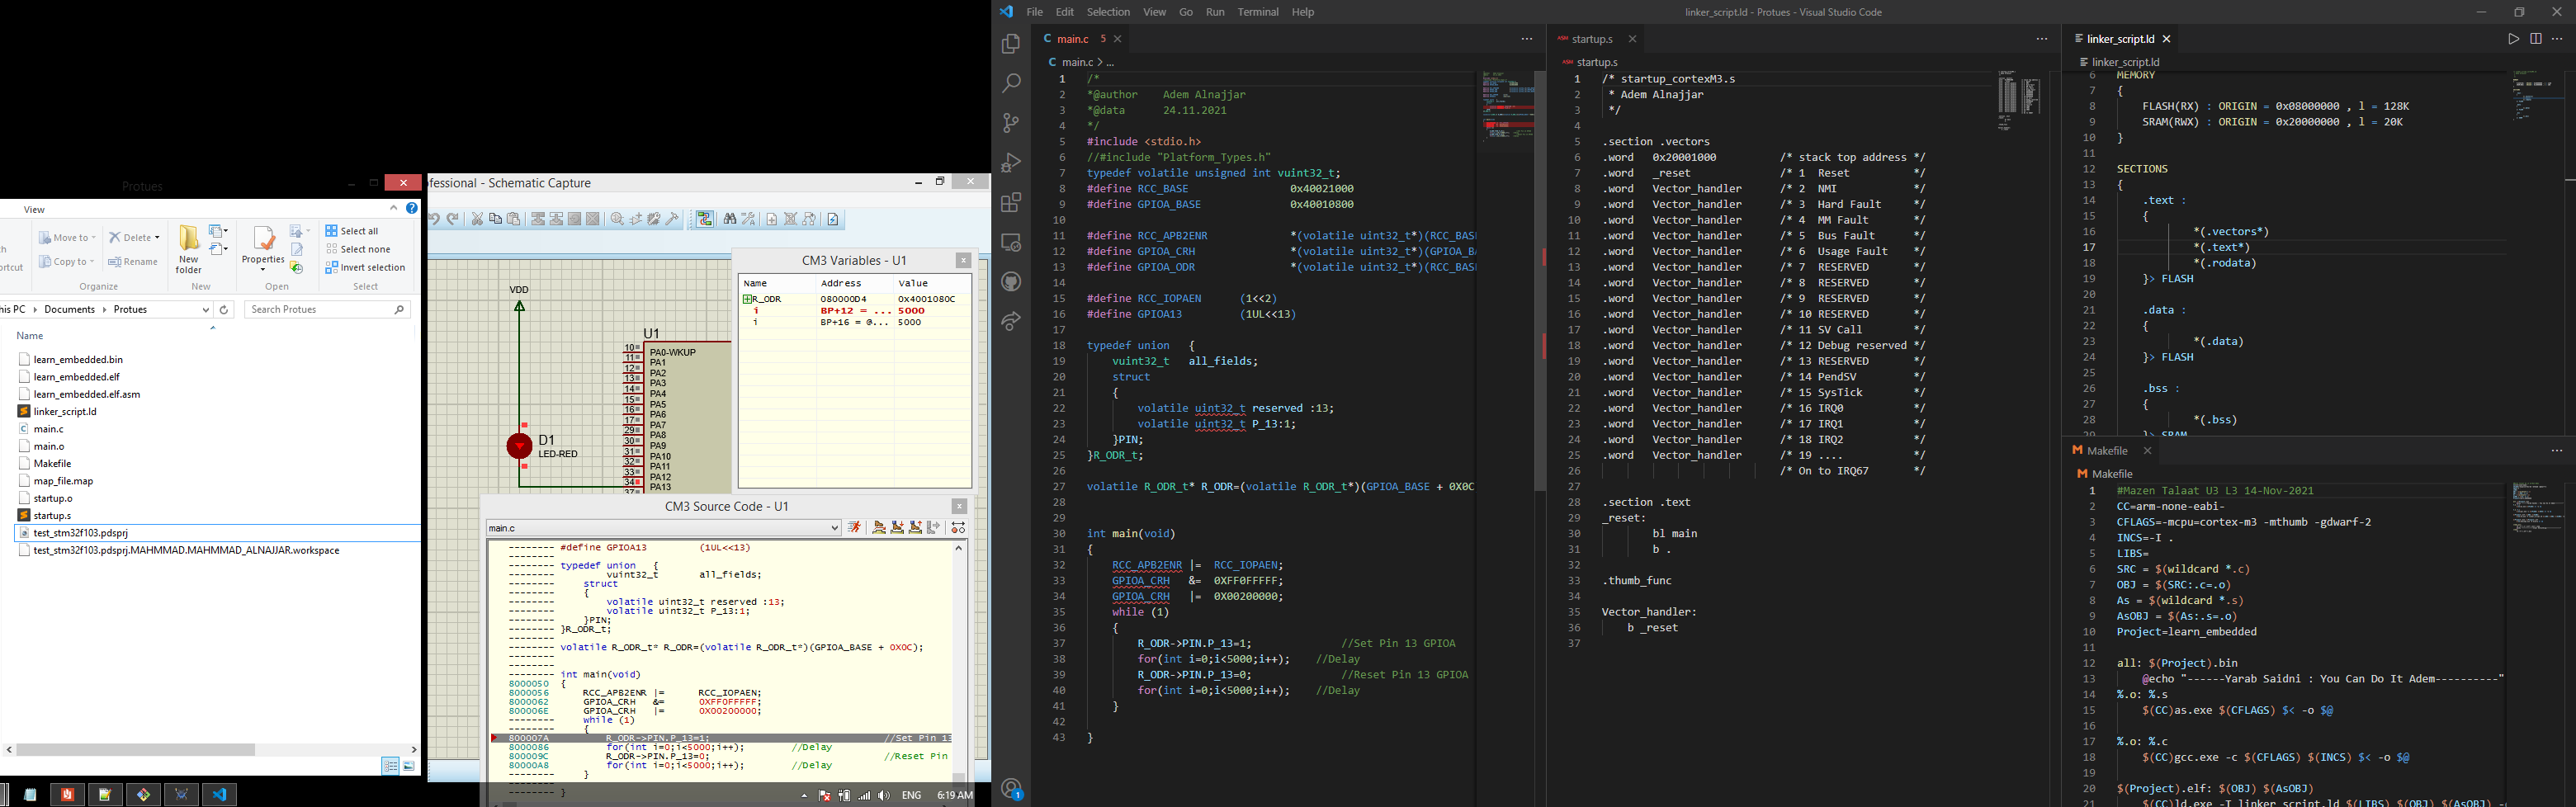 Protues
View
Move to
Copy to
Delete
Rename
Organize
New
folder
New
Properties
Open
Select all
Select none
Invert selection
Select
his PC > Documents > Protues
Search Protues
Name
learn_embedded.bin
learn_embedded.elf
learn_embedded.elf.asm
linker_script.ld
main.c
main.o
Makefile
map_file.map
startup.o
startup.s
test_stm32f103.pdsprj
test_stm32f103.pdsprj.MAHMMAD.MAHMMAD_ALNAJJAR.workspace
ofessional - Schematic Capture
VDD
D1
LED-RED
U1
10 PA0-WKUP
11 PA1
12 PA2
13 PA3
14 PA4
15 PA5
16 PA6
17 PA7
29 PA8
30 PA9
31 PA10
32 PA11
33 PA12
34 PA13
37
CM3 Variables - U1
Name Address Value
R_ODR 080000D4 0x4001080C
i BP+12 = ... 5000
i BP+16 = @... 5000
CM3 Source Code - U1
main.c
-------- #define GPIOA13 (1UL<<13)
--------
-------- typedef union {
-------- vuint32_t all_fields;
-------- struct
-------- {
-------- volatile uint32_t reserved :13;
-------- volatile uint32_t P_13:1;
-------- }PIN;
-------- }R_ODR_t;
--------
-------- volatile R_ODR_t* R_ODR=(volatile R_ODR_t*)(GPIOA_BASE + 0X0C);
--------
--------
-------- int main(void)
8000050 {
8000056 RCC_APB2ENR |= RCC_IOPAEN;
8000062 GPIOA_CRH &= 0XFF0FFFFF;
800006E GPIOA_CRH |= 0X00200000;
-------- while (1)
-------- {
800007A R_ODR->PIN.P_13=1; //Set Pin 13
8000086 for(int i=0;i<5000;i++); //Delay
800009C R_ODR->PIN.P_13=0; //Reset Pin
80000A8 for(int i=0;i<5000;i++); //Delay
-------- }
--------
-------- }
ENG 6:19 AM
File Edit Selection View Go Run Terminal Help
linker_script.ld - Protues - Visual Studio Code
main.c 5
main.c > ...
1 /*
2 *@author Adem Alnajjar
3 *@data 24.11.2021
4 */
5 #include <stdio.h>
6 //#include "Platform_Types.h"
7 typedef volatile unsigned int vuint32_t;
8 #define RCC_BASE 0x40021000
9 #define GPIOA_BASE 0x40010800
10
11 #define RCC_APB2ENR *(volatile uint32_t*)(RCC_BAS
12 #define GPIOA_CRH *(volatile uint32_t*)(GPIOA_B
13 #define GPIOA_ODR *(volatile uint32_t*)(RCC_BAS
14
15 #define RCC_IOPAEN (1<<2)
16 #define GPIOA13 (1UL<<13)
17
18 typedef union {
19 vuint32_t all_fields;
20 struct
21 {
22 volatile uint32_t reserved :13;
23 volatile uint32_t P_13:1;
24 }PIN;
25 }R_ODR_t;
26
27 volatile R_ODR_t* R_ODR=(volatile R_ODR_t*)(GPIOA_BASE + 0X0C
28
29
30 int main(void)
31 {
32 RCC_APB2ENR |= RCC_IOPAEN;
33 GPIOA_CRH &= 0XFF0FFFFF;
34 GPIOA_CRH |= 0X00200000;
35 while (1)
36 {
37 R_ODR->PIN.P_13=1; //Set Pin 13 GPIOA
38 for(int i=0;i<5000;i++); //Delay
39 R_ODR->PIN.P_13=0; //Reset Pin 13 GPIOA
40 for(int i=0;i<5000;i++); //Delay
41 }
42
43 }
1
startup.s
startup.s
1 /* startup_cortexM3.s
2 * Adem Alnajjar
3 */
4
5 .section .vectors
6 .word 0x20001000 /* stack top address */
7 .word _reset /* 1 Reset */
8 .word Vector_handler /* 2 NMI */
9 .word Vector_handler /* 3 Hard Fault */
10 .word Vector_handler /* 4 MM Fault */
11 .word Vector_handler /* 5 Bus Fault */
12 .word Vector_handler /* 6 Usage Fault */
13 .word Vector_handler /* 7 RESERVED */
14 .word Vector_handler /* 8 RESERVED */
15 .word Vector_handler /* 9 RESERVED */
16 .word Vector_handler /* 10 RESERVED */
17 .word Vector_handler /* 11 SV Call */
18 .word Vector_handler /* 12 Debug reserved */
19 .word Vector_handler /* 13 RESERVED */
20 .word Vector_handler /* 14 PendSV */
21 .word Vector_handler /* 15 SysTick */
22 .word Vector_handler /* 16 IRQ0 */
23 .word Vector_handler /* 17 IRQ1 */
24 .word Vector_handler /* 18 IRQ2 */
25 .word Vector_handler /* 19 .... */
26 /* On to IRQ67 */
27
28 .section .text
29 _reset:
30 bl main
31 b .
32
33 .thumb_func
34
35 Vector_handler:
36 b _reset
37
linker_script.ld
linker_script.ld
6 MEMORY
7 {
8 FLASH(RX) : ORIGIN = 0x08000000 , l = 128K
9 SRAM(RWX) : ORIGIN = 0x20000000 , l = 20K
10 }
11
12 SECTIONS
13 {
14 .text :
15 {
16 *(.vectors*)
17 *(.text*)
18 *(.rodata)
19 }> FLASH
20
21 .data :
22 {
23 *(.data)
24 }> FLASH
25
26 .bss :
27 {
28 *(.bss)
29 }> SRAM
Makefile
Makefile
1 #Mazen Talaat U3 L3 14-Nov-2021
2 CC=arm-none-eabi-
3 CFLAGS=-mcpu=cortex-m3 -mthumb -gdwarf-2
4 INCS=-I .
5 LIBS=
6 SRC = $(wildcard *.c)
7 OBJ = $(SRC:.c=.o)
8 As = $(wildcard *.s)
9 AsOBJ = $(As:.s=.o)
10 Project=learn_embedded
11
12 all: $(Project).bin
13 @echo "------Yarab Saidni : You Can Do It Adem----------"
14 %.o: %.s
15 $(CC)as.exe $(CFLAGS) $< -o $@
16
17 %.o: %.c
18 $(CC)gcc.exe -c $(CFLAGS) $(INCS) $< -o $@
19
20 $(Project).elf: $(OBJ) $(AsOBJ)
21 $(CC)ld.exe -T linker_script.ld $(LIBS) $(OBJ) $(AsOBJ)